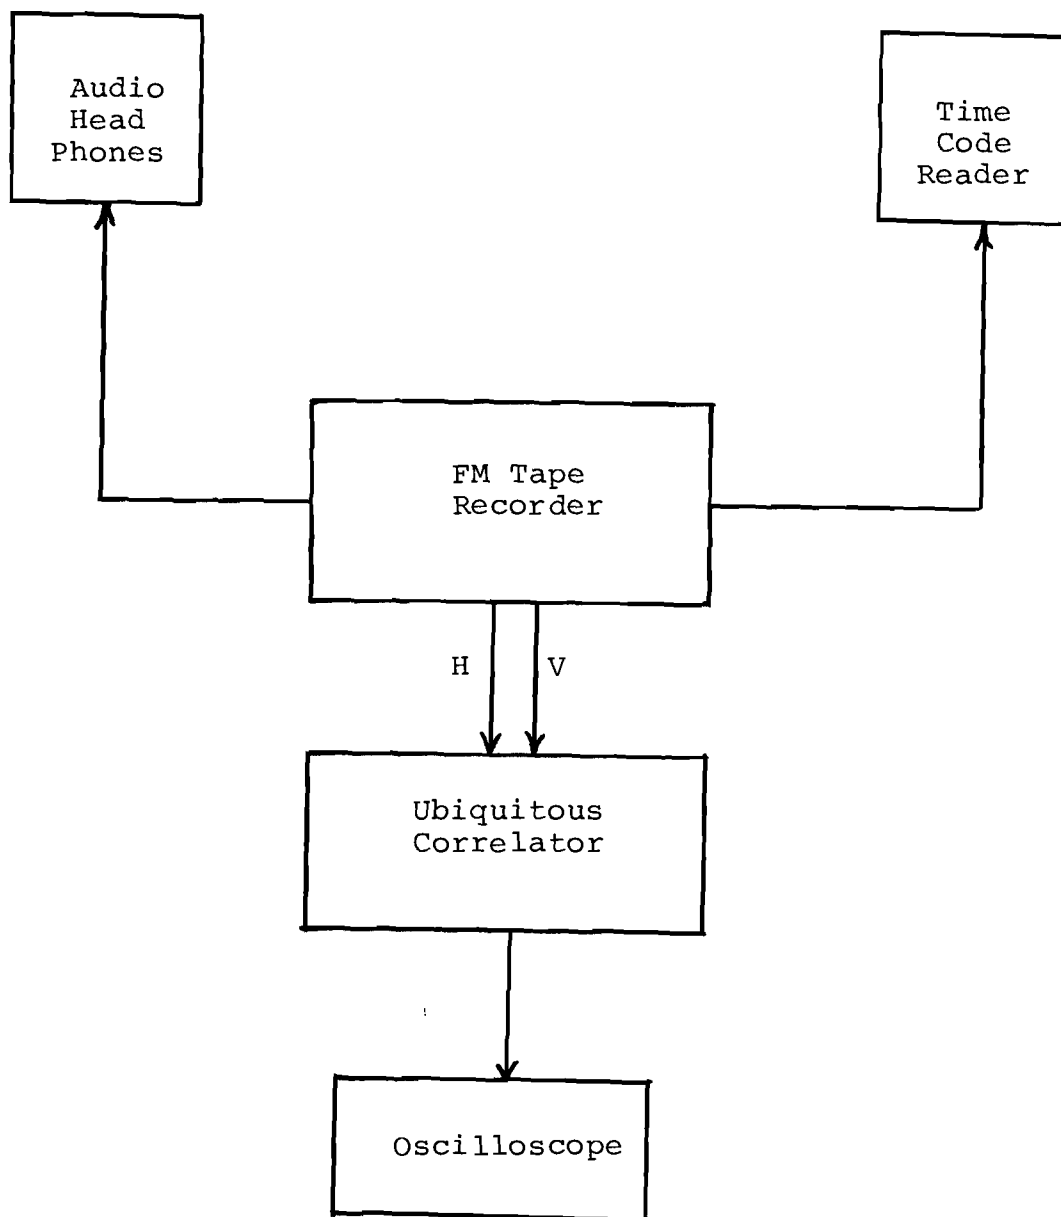 Audio
Head
Phones
Time
Code
Reader
FM Tape
Recorder
H V
Ubiquitous
Correlator
Oscilloscope